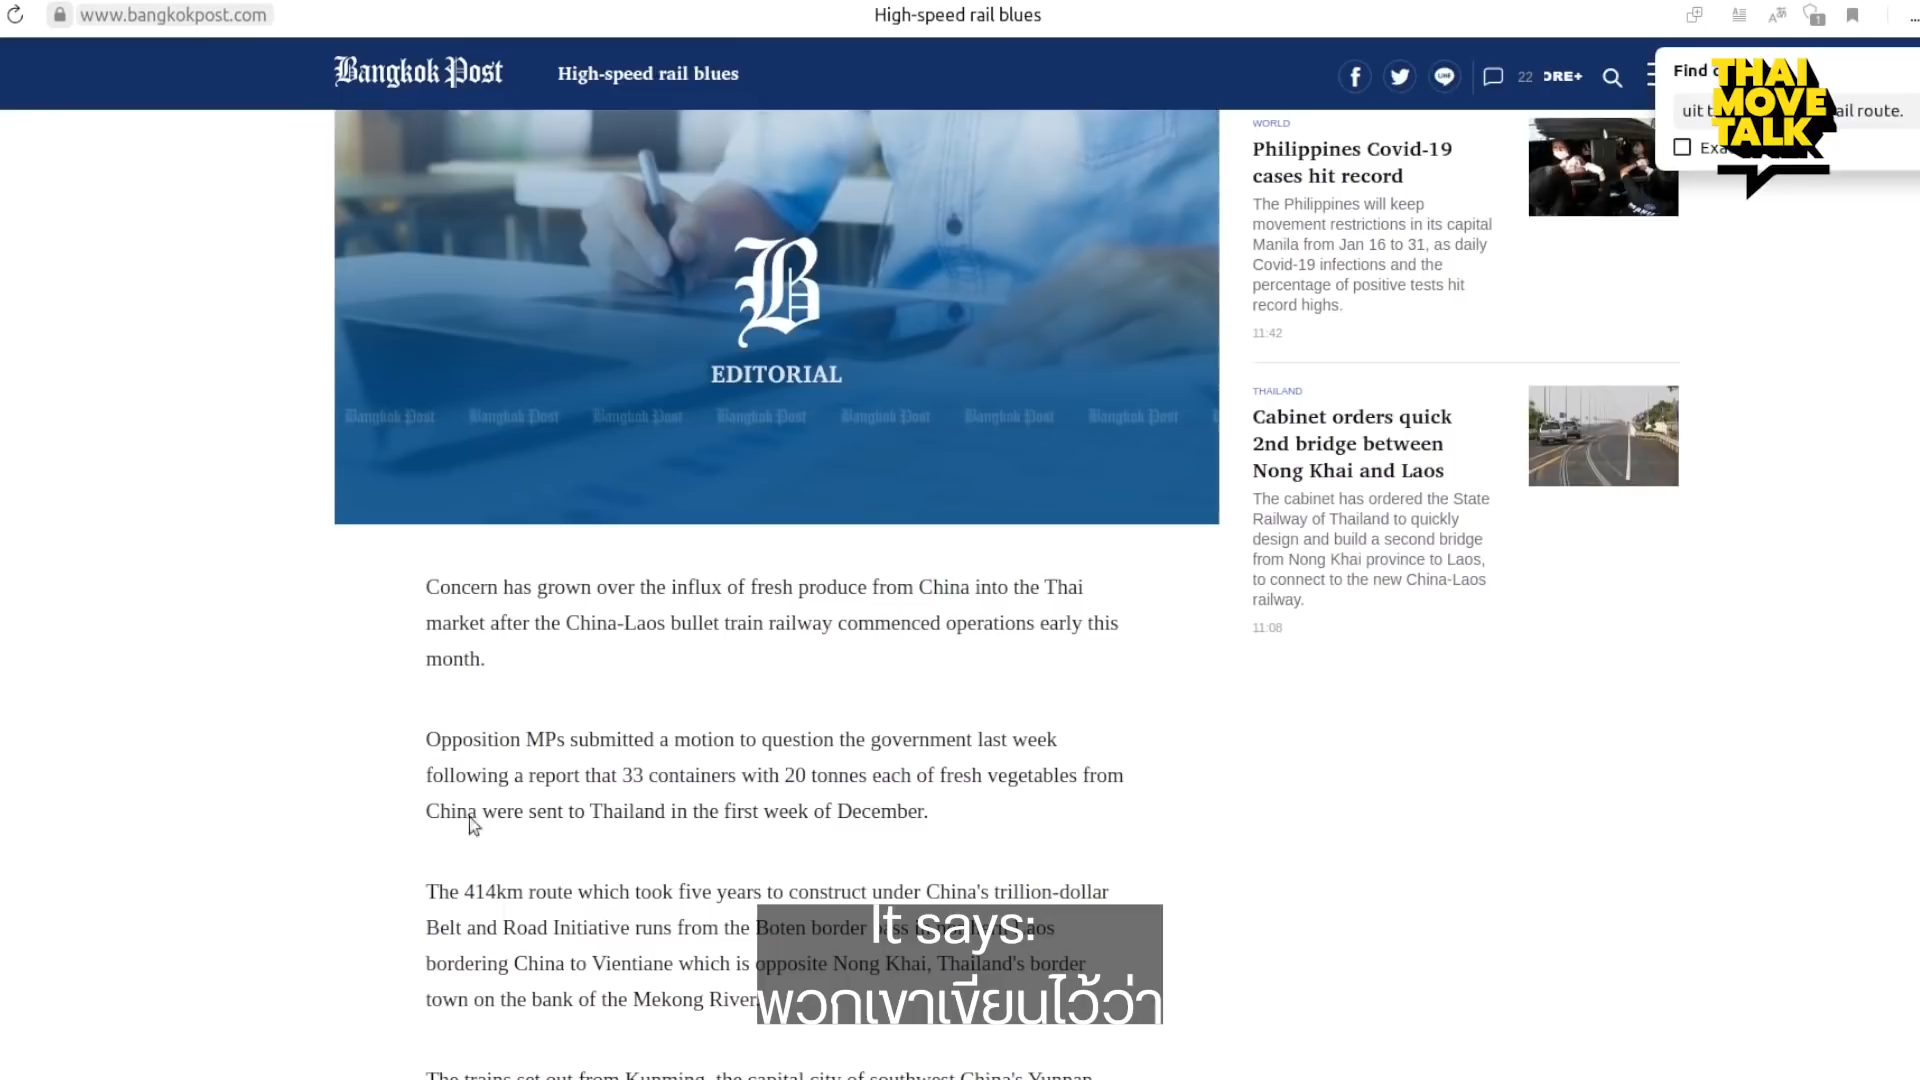 www.bangkokpost.com
High-speed rail blues
Bangkok Post
High-speed rail blues
22
ORE+
Find
uit t
ail route.
Exa
THAI
MOVE
TALK
B
EDITORIAL
Bangkok Post Bangkok Post Bangkok Post Bangkok Post Bangkok Post Bangkok Post Bangkok Post
WORLD
Philippines Covid-19
cases hit record
The Philippines will keep
movement restrictions in its capital
Manila from Jan 16 to 31, as daily
Covid-19 infections and the
percentage of positive tests hit
record highs.
11:42
THAILAND
Cabinet orders quick
2nd bridge between
Nong Khai and Laos
The cabinet has ordered the State
Railway of Thailand to quickly
design and build a second bridge
from Nong Khai province to Laos,
to connect to the new China-Laos
railway.
11:08
Concern has grown over the influx of fresh produce from China into the Thai
market after the China-Laos bullet train railway commenced operations early this
month.
Opposition MPs submitted a motion to question the government last week
following a report that 33 containers with 20 tonnes each of fresh vegetables from
China were sent to Thailand in the first week of December.
The 414km route which took five years to construct under China's trillion-dollar
Belt and Road Initiative runs from the Boten border Laos
bordering China to Vientiane which is opposite Nong Khai, Thailand's border
town on the bank of the Mekong River.
The trains set out from Kunming, the capital city of southwest China's Yunnan
It says:
พวกเขาเขียนไว้ว่า